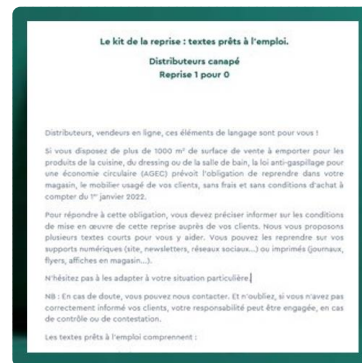 Le kit de la reprise : textes prêts à l'emploi.
Distributeurs canapé
Reprise 1 pour 0
Distributeurs, vendeurs en ligne, ces éléments de langage sont pour vous !
Si vous disposez de plus de 1000 m² de surface de vente à emporter pour les
produits de la cuisine, du dressing ou de la salle de bain, la loi anti-gaspillage pour
une économie circulaire (AGEC) prévoit l'obligation de reprendre dans votre
magasin, le mobilier usagé de vos clients, sans frais et sans conditions d'achat à
compter du 1er janvier 2022.
Pour répondre à cette obligation, vous devez préciser informer sur les conditions
de mise en œuvre de cette reprise auprès de vos clients. Nous vous proposons
plusieurs textes courts pour vous y aider. Vous pouvez les reprendre sur vos
supports numériques (site, newsletters, réseaux sociaux...) ou imprimés (journaux,
flyers, affiches en magasin...).
N'hésitez pas à les adapter à votre situation particulière.
NB : En cas de doute, vous pouvez nous contacter. Et n'oubliez, si vous n'avez pas
correctement informé vos clients, votre responsabilité peut être engagée, en cas
de contrôle ou de contestation.
Les textes prêts à l'emploi comprennent :